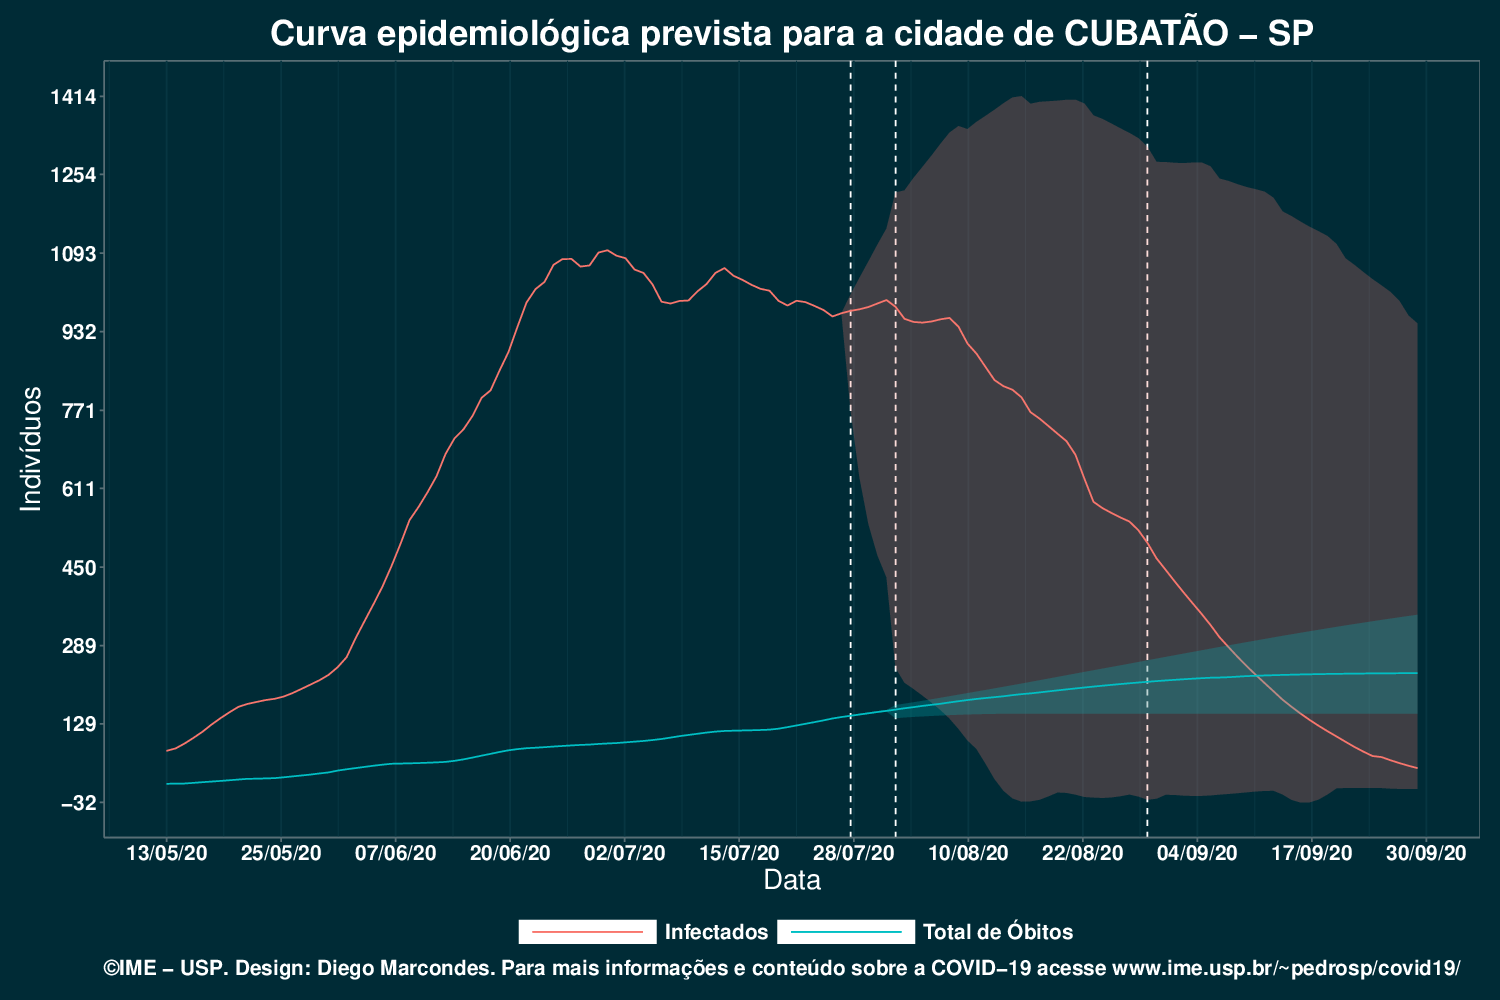 Curva epidemiológica prevista para a cidade de CUBATÃO – SP
1414
1254
1093
932
771
611
450
289
129
−32
Indivíduos
13/05/20 25/05/20 07/06/20 20/06/20 02/07/20 15/07/20 28/07/20 10/08/20 22/08/20 04/09/20 17/09/20 30/09/20
Data
Infectados Total de Óbitos
©IME − USP. Design: Diego Marcondes. Para mais informações e conteúdo sobre a COVID−19 acesse www.ime.usp.br/~pedrosp/covid19/